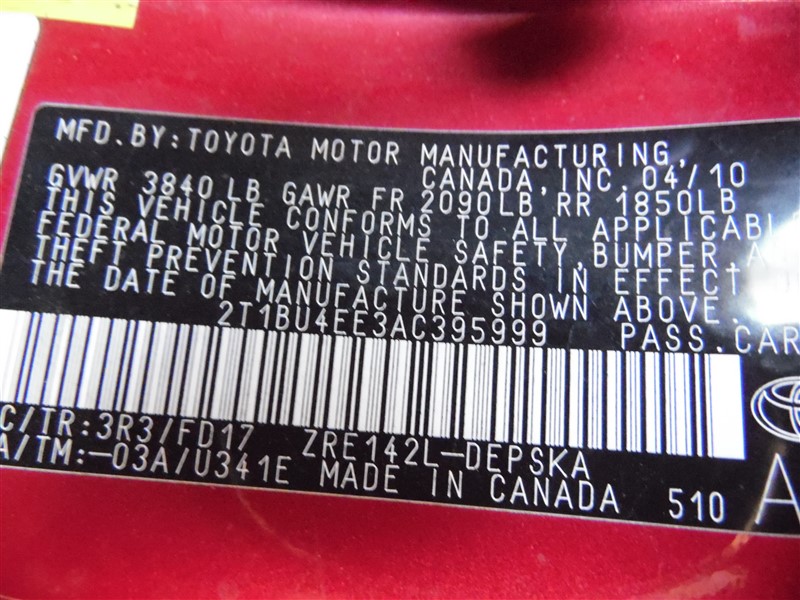 MFD.BY:TOYOTA MOTOR MANUFACTURING,
CANADA,INC. 04/10
GVWR 3840 LB GAWR FR 2090LB RR 1850LB
THIS VEHICLE CONFORMS TO ALL APPLICABL
FEDERAL MOTOR VEHICLE SAFETY,BUMPER
THEFT PREVENTION STANDARDS IN EFFECT
THE DATE OF MANUFACTURE SHOWN ABOVE.
2T1BU4EE3AC395999 PASS.CAR
C/TR:3R3/FD17 ZRE142L-DEPSKA
A/TM:-03A/U341E MADE IN CANADA 510